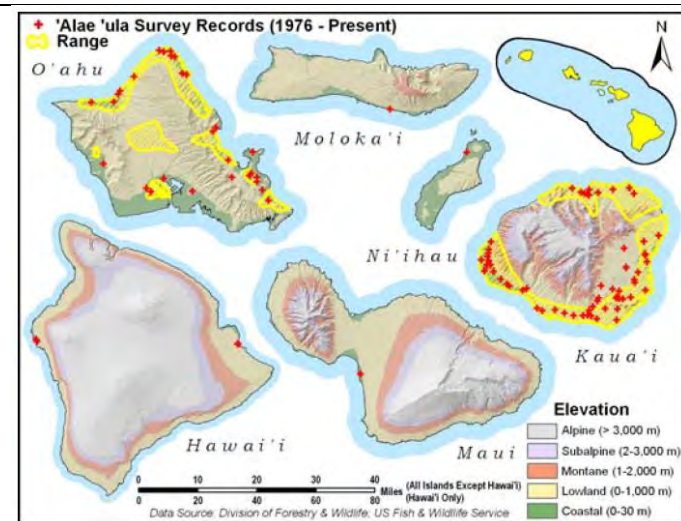 'Alae 'ula Survey Records (1976 - Present)
Range
N
O'ahu
Moloka'i
Ni'ihau
Kaua'i
Hawai'i
Maui
Elevation
Alpine (> 3,000 m)
Subalpine (2-3,000 m)
Montane (1-2,000 m)
Lowland (0-1,000 m)
Coastal (0-30 m)
0 10 20 30 40
Miles (All Islands Except Hawai'i)
0 20 40 60 80 (Hawai'i Only)
Data Source: Division of Forestry & Wildlife; US Fish & Wildlife Service